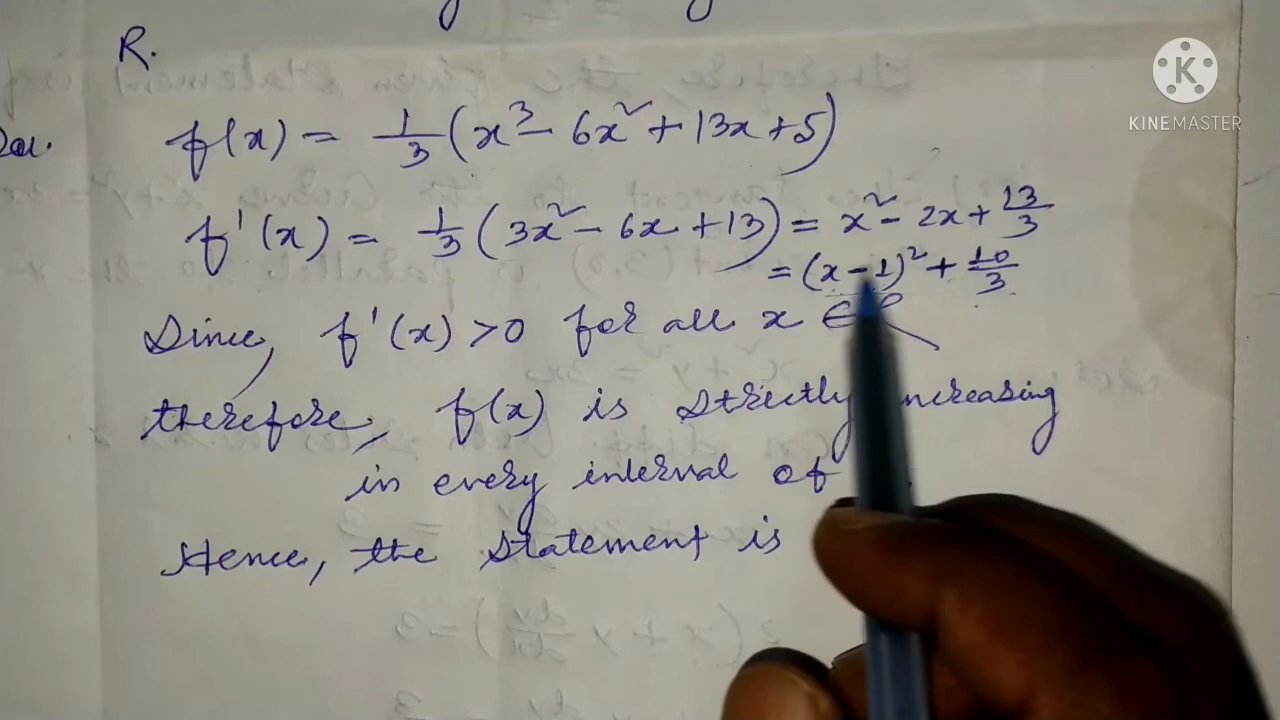 R.
K
KINEMASTER
f(x) = 1/3 (x³ - 6x² + 13x + 5)
f'(x) = 1/3 (3x² - 6x + 13) = x² - 2x + 13/3
= (x - 1)² + 10/3
Since, f'(x) > 0 for all x ∈
therefore, f(x) is strictly increasing
in every interval of
Hence, the statement is